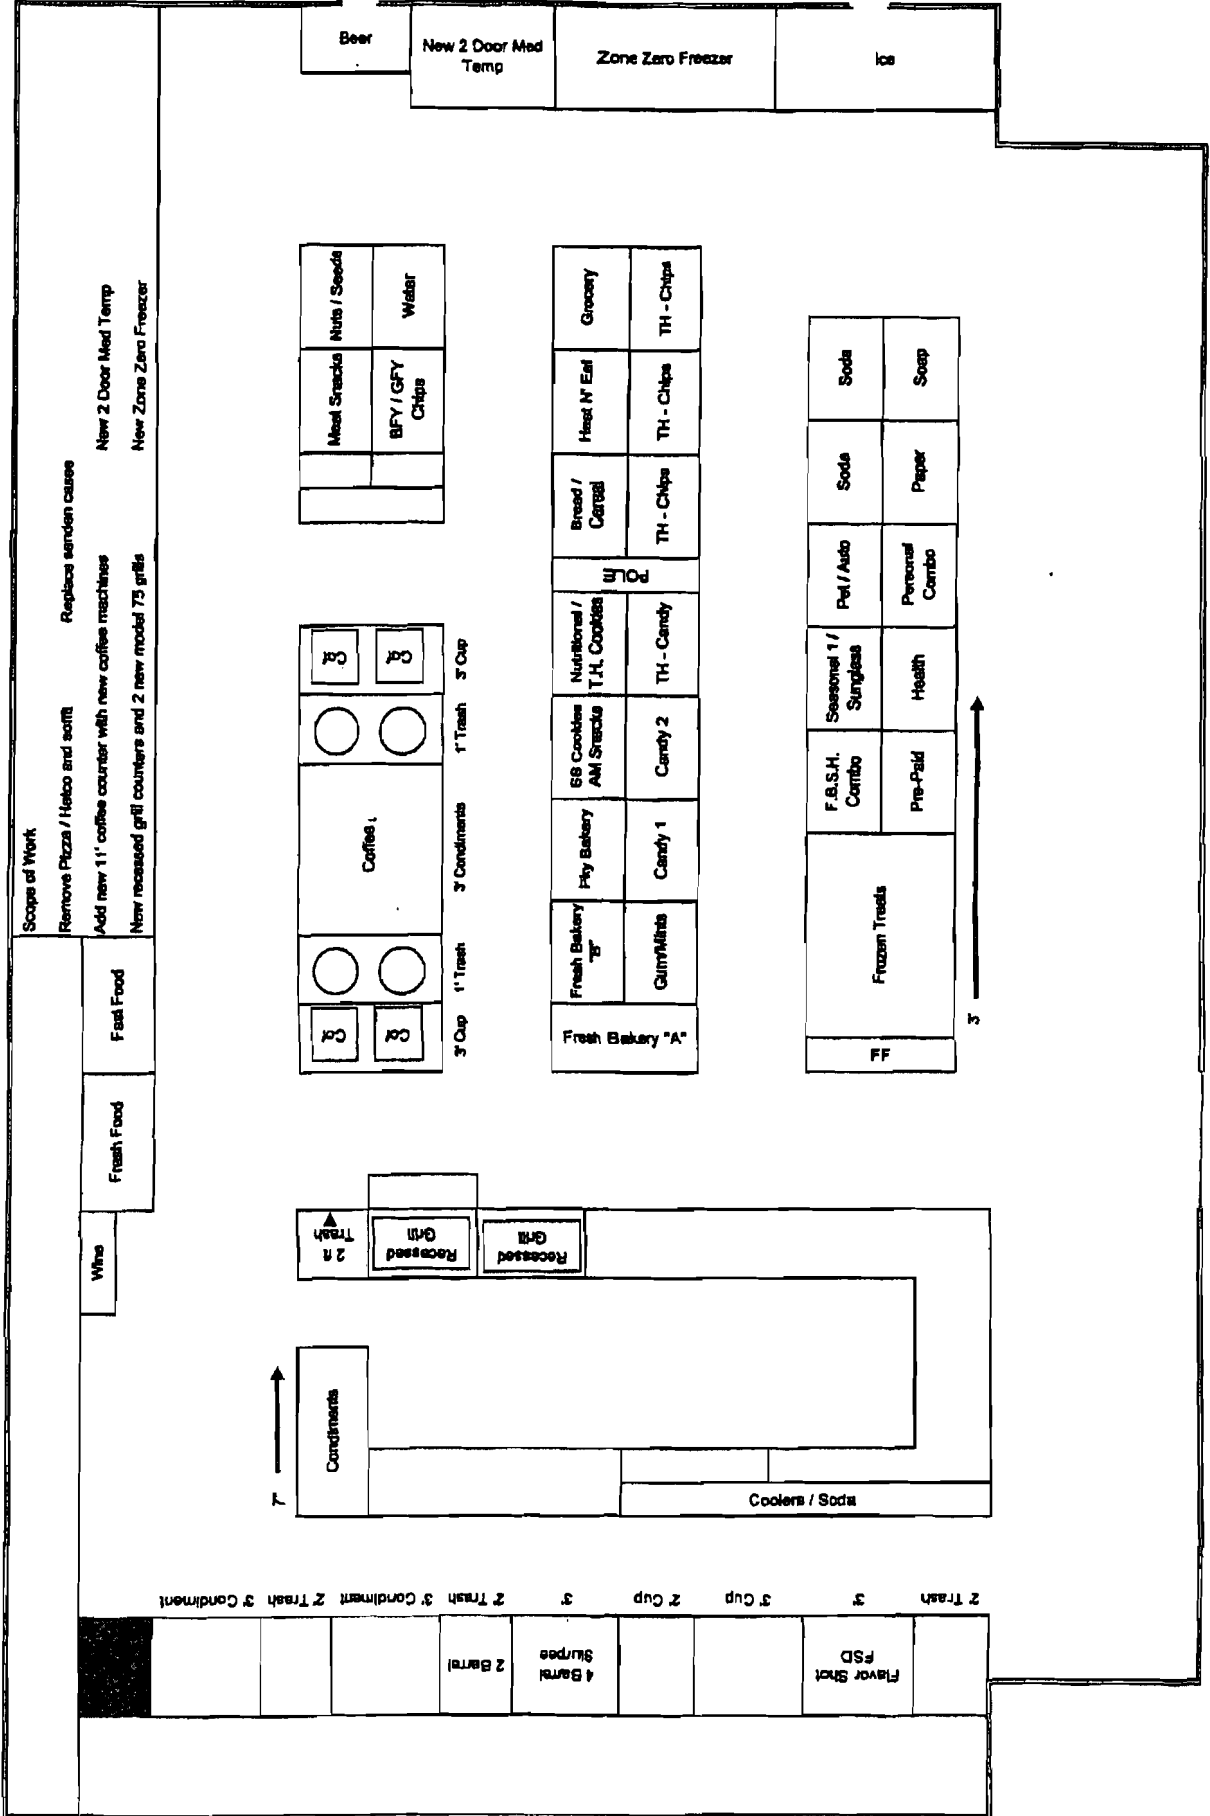 Beer
New 2 Door Med
Temp
Zone Zero Freezer
Ice
Scope of Work
Remove Pizza / Hatco and soffit
Replace senden cases
Add new 11' coffee counter with new coffee machines
New 2 Door Med Temp
New recessed grill counters and 2 new model 75 grills
New Zone Zero Freezer
Meat Snacks
Nuts / Seeds
BFY / GFY
Chips
Water
Coffee
3' Cup
1' Trash
3' Condiments
1' Trash
3' Cup
Fresh Bakery "A"
Fresh Bakery
"B"
Pky Bakery
Cookies
AM Snacks
Nutritional /
T.H. Cookies
POLE
Bread /
Cereal
Heat N' Eat
Grocery
Gum/Mints
Candy 1
Candy 2
TH - Candy
TH - Chips
TH - Chips
TH - Chips
FF
Frozen Treats
F.B.S.H.
Combo
Seasonal 1 /
Sunglass
Pet / Auto
Soda
Soda
Pre-Paid
Health
Personal
Combo
Paper
Soap
3'
Wine
Fresh Food
Fast Food
2 ft
Trash
Recessed
Grill
Recessed
Grill
7'
Condiments
Coolers / Soda
3' Condiment
2' Trash
3' Condiment
2' Trash
3'
2' Cup
3' Cup
3'
2' Trash
2 Barrel
4 Barrel
Slurpee
Flavor Shot
FSD